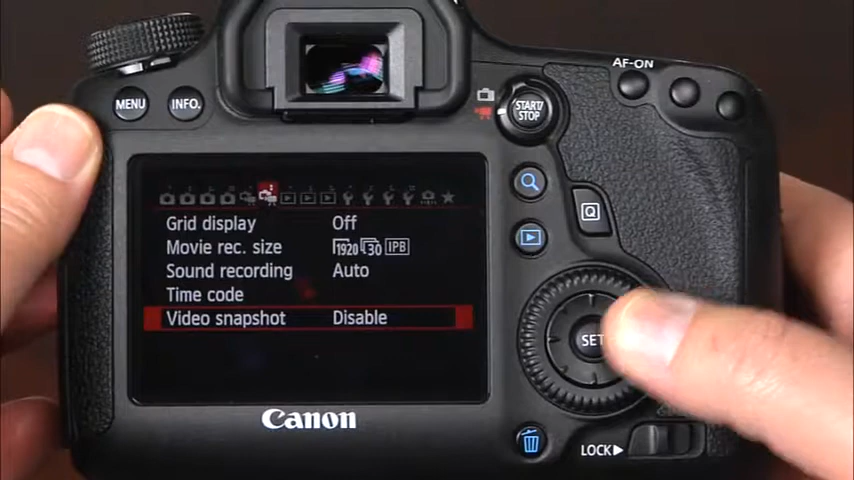 AF-ON
MENU
INFO.
START/
STOP
Q
Grid display Off
Movie rec. size 1920 30 IPB
Sound recording Auto
Time code
Video snapshot Disable
SET
Canon
LOCK